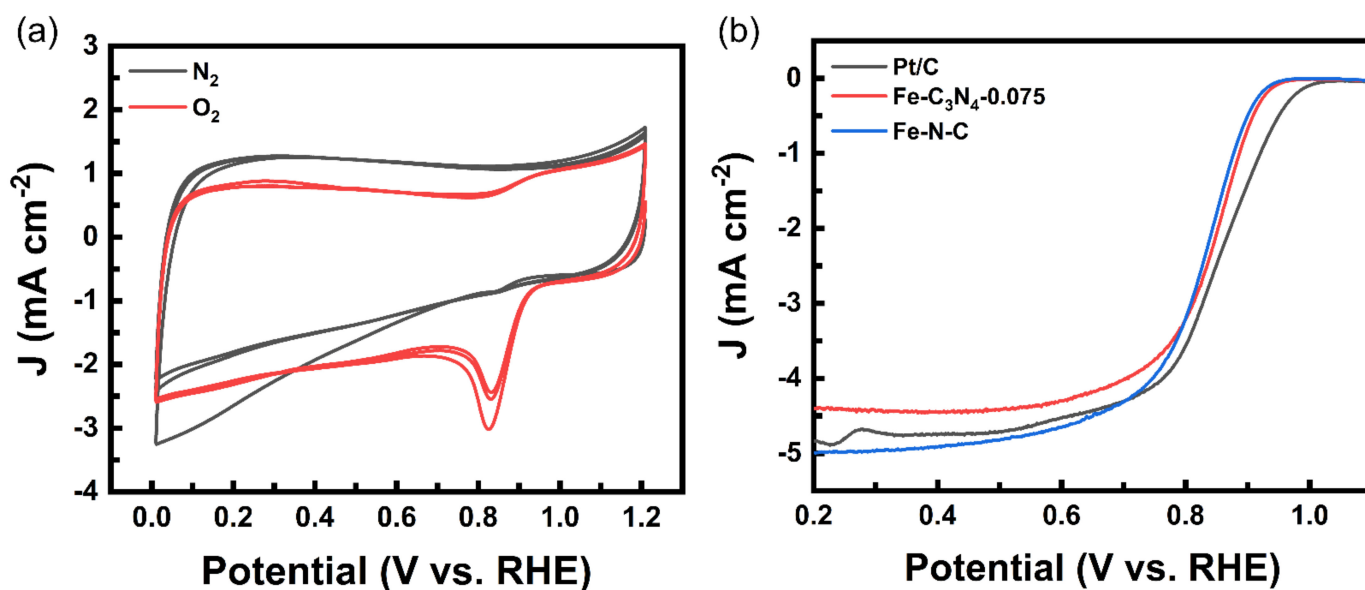 (a)
3
2
1
0
-1
-2
-3
-4
J (mA cm⁻²)
N₂
O₂
0.0 0.2 0.4 0.6 0.8 1.0 1.2
Potential (V vs. RHE)
(b)
0
-1
-2
-3
-4
-5
J (mA cm⁻²)
Pt/C
Fe-C₃N₄-0.075
Fe-N-C
0.2 0.4 0.6 0.8 1.0
Potential (V vs. RHE)